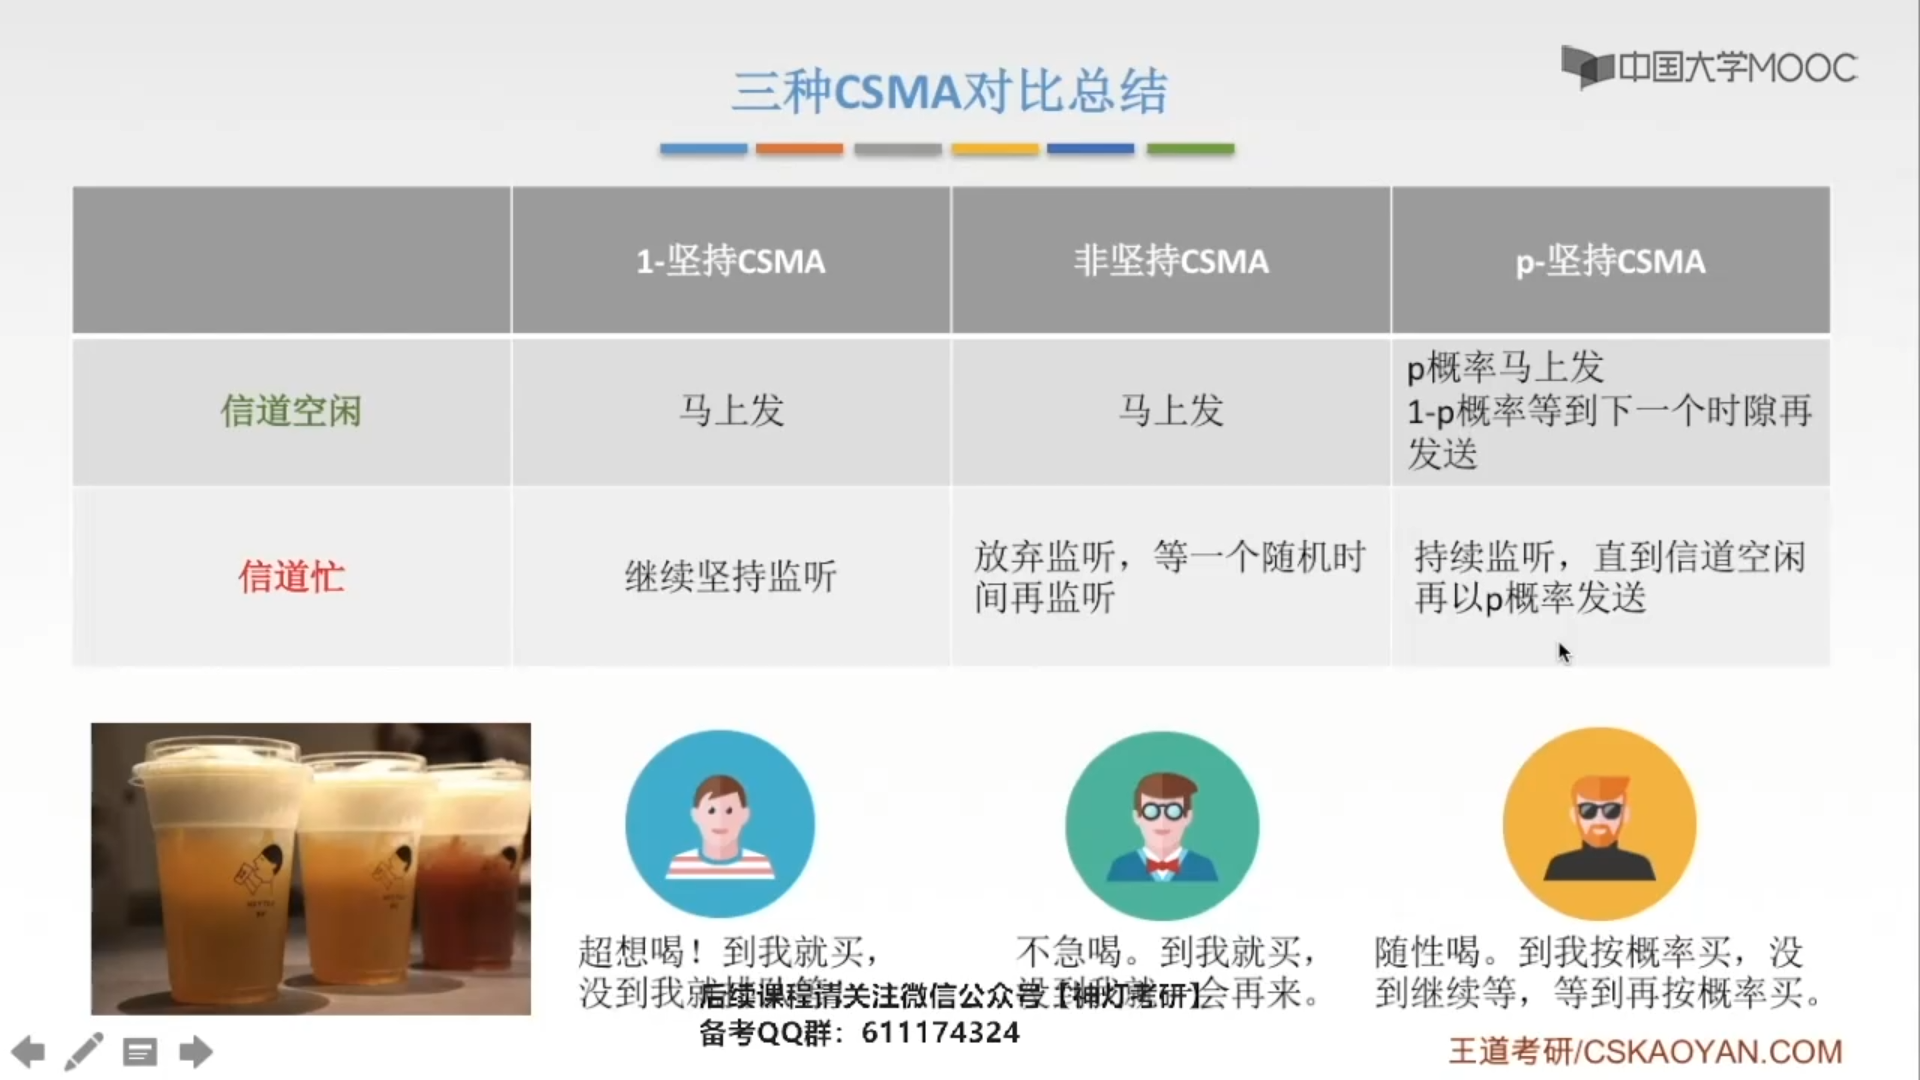 中国大学MOOC
三种CSMA对比总结
1-坚持CSMA
非坚持CSMA
p-坚持CSMA
信道空闲
马上发
马上发
p概率马上发
1-p概率等到下一个时隙再
发送
信道忙
继续坚持监听
放弃监听，等一个随机时
间再监听
持续监听，直到信道空闲
再以p概率发送
超想喝！到我就买，
没到我就
不急喝。到我就买，
会再来。
随性喝。到我按概率买，没
到继续等，等到再按概率买。
后续课程请关注微信公众号【神灯考研】
备考QQ群：611174324
王道考研/CSKAOYAN.COM